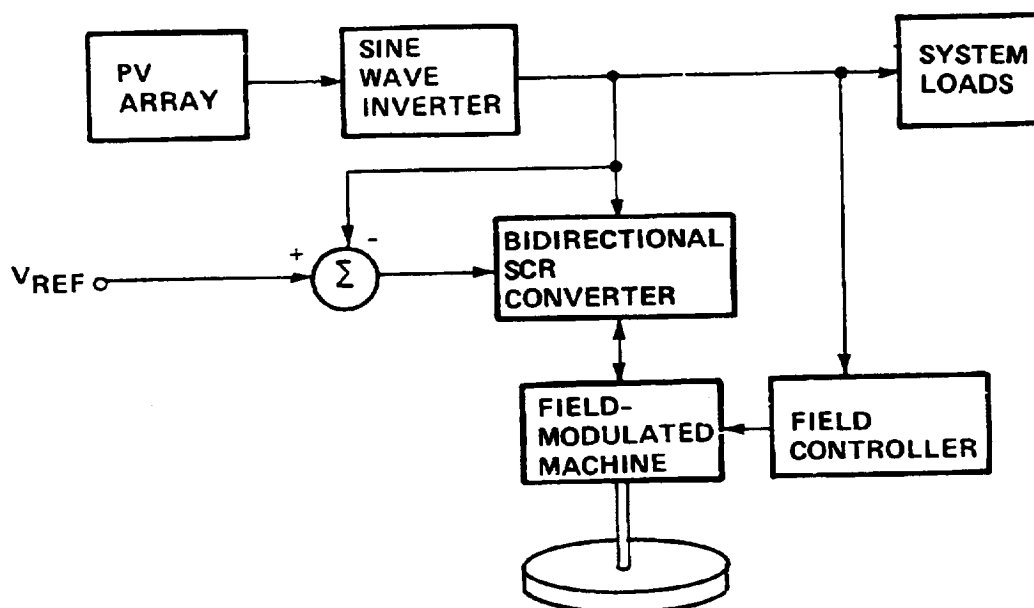 PV
ARRAY
SINE
WAVE
INVERTER
SYSTEM
LOADS
VREF
+
-
Σ
BIDIRECTIONAL
SCR
CONVERTER
FIELD-
MODULATED
MACHINE
FIELD
CONTROLLER